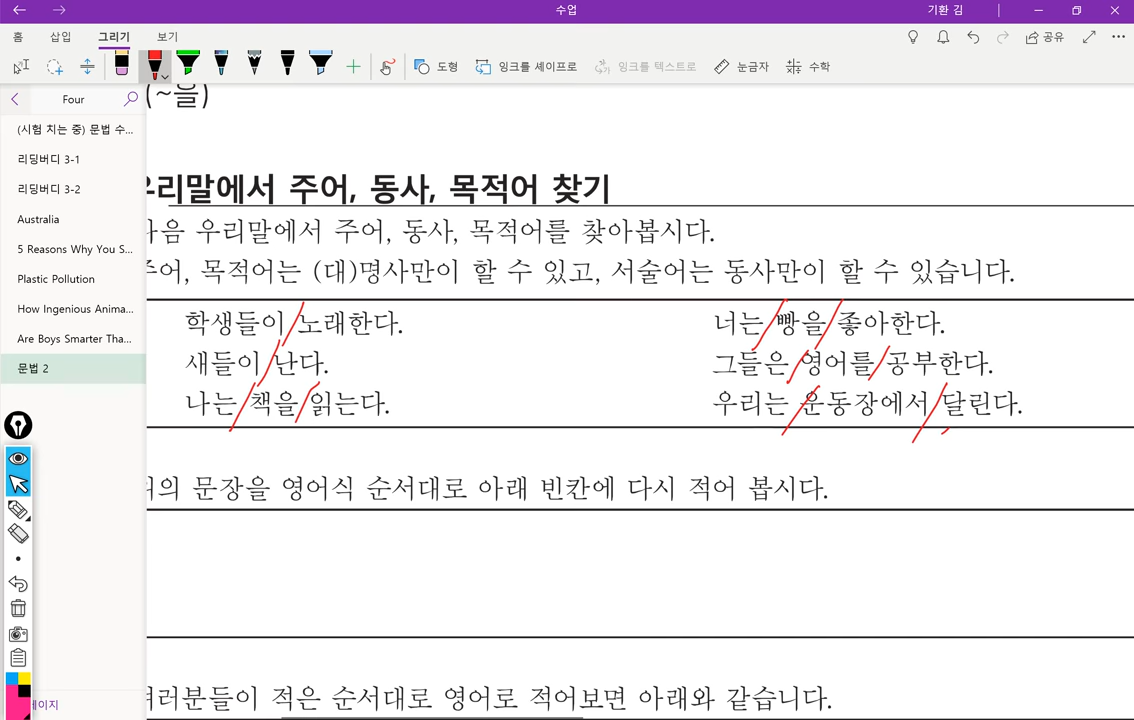 수업
기환 김
홈 삽입 그리기 보기
공유
도형 잉크를 셰이프로 잉크를 텍스트로 눈금자 수학
Four
(시험 치는 중) 문법 수...
리딩버디 3-1
리딩버디 3-2
Australia
5 Reasons Why You S...
Plastic Pollution
How Ingenious Anima...
Are Boys Smarter Tha...
문법 2
페이지
(~을)
우리말에서 주어, 동사, 목적어 찾기
다음 우리말에서 주어, 동사, 목적어를 찾아봅시다.
주어, 목적어는 (대)명사만이 할 수 있고, 서술어는 동사만이 할 수 있습니다.
학생들이 노래한다. 너는 빵을 좋아한다.
새들이 난다. 그들은 영어를 공부한다.
나는 책을 읽는다. 우리는 운동장에서 달린다.
위의 문장을 영어식 순서대로 아래 빈칸에 다시 적어 봅시다.
여러분들이 적은 순서대로 영어로 적어보면 아래와 같습니다.